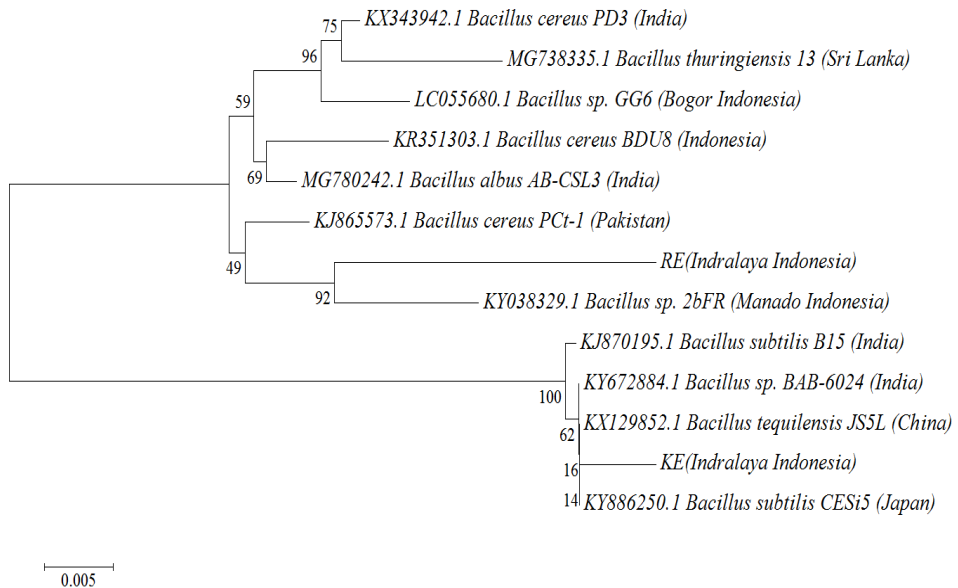 75
KX343942.1 Bacillus cereus PD3 (India)
96
MG738335.1 Bacillus thuringiensis 13 (Sri Lanka)
59
LC055680.1 Bacillus sp. GG6 (Bogor Indonesia)
KR351303.1 Bacillus cereus BDU8 (Indonesia)
69
MG780242.1 Bacillus albus AB-CSL3 (India)
KJ865573.1 Bacillus cereus PCt-1 (Pakistan)
49
RE(Indralaya Indonesia)
92
KY038329.1 Bacillus sp. 2bFR (Manado Indonesia)
KJ870195.1 Bacillus subtilis B15 (India)
100
KY672884.1 Bacillus sp. BAB-6024 (India)
KX129852.1 Bacillus tequilensis JS5L (China)
62
KE(Indralaya Indonesia)
16
14
KY886250.1 Bacillus subtilis CESi5 (Japan)
0.005